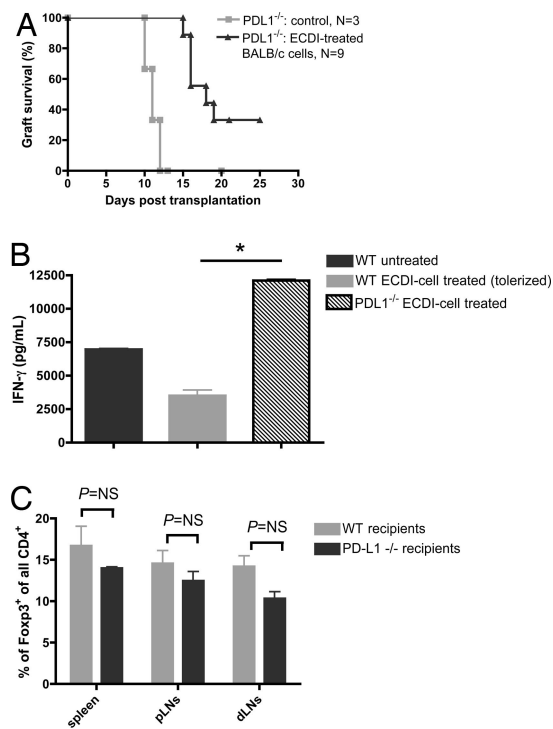 A
PDL1-/-: control, N=3
PDL1-/-: ECDI-treated
BALB/c cells, N=9
Graft survival (%)
100
80
60
40
20
0
0 5 10 15 20 25 30
Days post transplantation
B
*
WT untreated
WT ECDI-cell treated (tolerized)
PDL1-/- ECDI-cell treated
IFN-γ (pg/mL)
12500
10000
7500
5000
2500
0
C
P=NS
P=NS
P=NS
WT recipients
PD-L1 -/- recipients
% of Foxp3+ of all CD4+
20
15
10
5
0
spleen
pLNs
dLNs